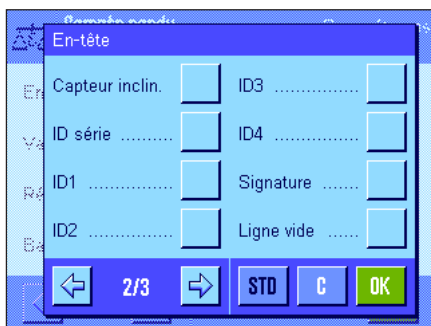 En-tête
Capteur inclin.
ID série ..........
ID1 ................
ID2 ................
ID3 ................
ID4 ................
Signature .......
Ligne vide ......
2/3
STD
C
OK